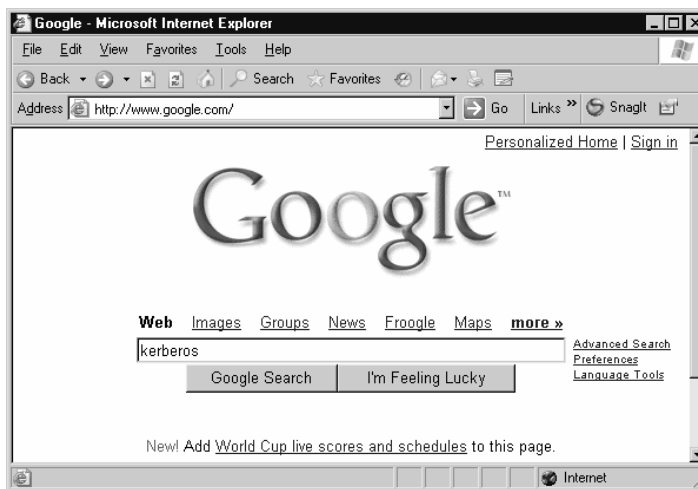 Google - Microsoft Internet Explorer
File Edit View Favorites Tools Help
Back Search Favorites
Address http://www.google.com/ Go Links » SnagIt
Personalized Home | Sign in
Google™
Web Images Groups News Froogle Maps more »
kerberos
Advanced Search
Preferences
Language Tools
Google Search I'm Feeling Lucky
New! Add World Cup live scores and schedules to this page.
Internet